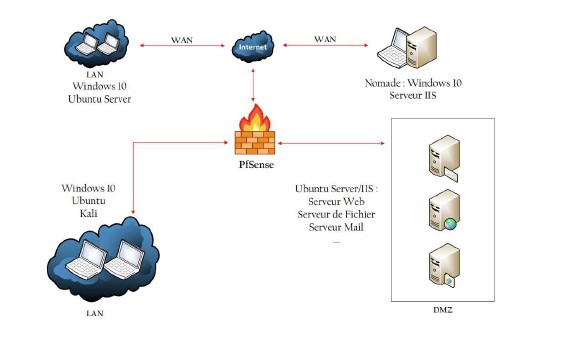 WAN
Internet
WAN
LAN
Windows 10
Ubuntu Server
Nomade : Windows 10
Serveur IIS
PfSense
Windows 10
Ubuntu
Kali
Ubuntu Server/IIS :
Serveur Web
Serveur de Fichier
Serveur Mail
...
LAN
DMZ